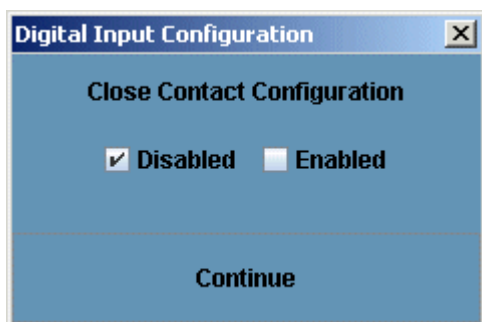 Digital Input Configuration
Close Contact Configuration
Disabled Enabled
Continue